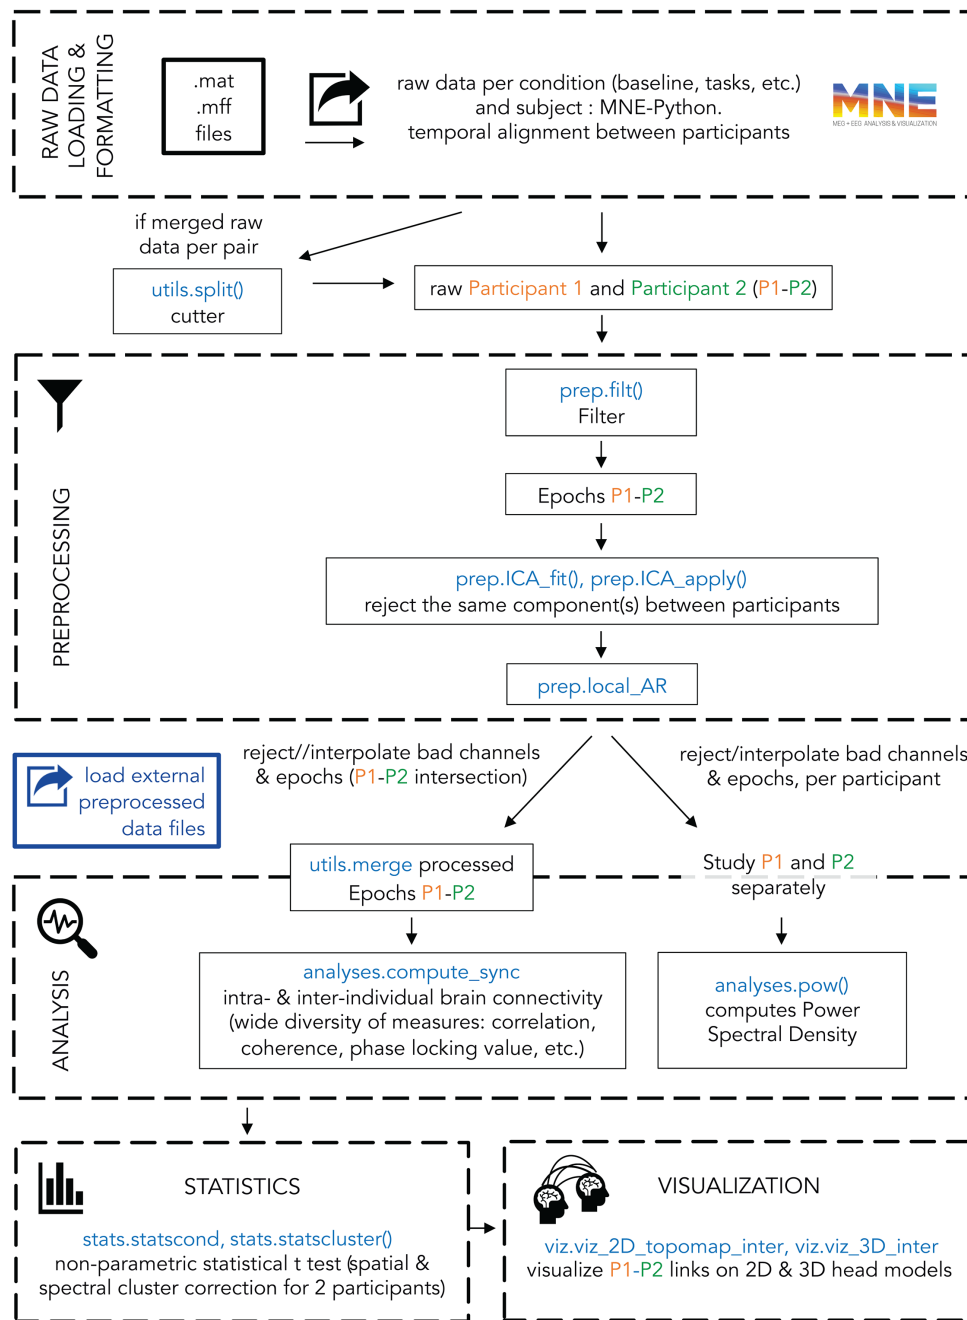 RAW DATA
LOADING &
FORMATTING
.mat
.mff
files
raw data per condition (baseline, tasks, etc.)
and subject : MNE-Python.
temporal alignment between participants
MNE
MEG + EEG ANALYSIS & VISUALIZATION
if merged raw
data per pair
utils.split()
cutter
raw Participant 1 and Participant 2 (P1-P2)
PREPROCESSING
prep.filt()
Filter
Epochs P1-P2
prep.ICA_fit(), prep.ICA_apply()
reject the same component(s) between participants
prep.local_AR
reject//interpolate bad channels
& epochs (P1-P2 intersection)
reject/interpolate bad channels
& epochs, per participant
load external
preprocessed
data files
utils.merge processed
Epochs P1-P2
Study P1 and P2
separately
ANALYSIS
analyses.compute_sync
intra- & inter-individual brain connectivity
(wide diversity of measures: correlation,
coherence, phase locking value, etc.)
analyses.pow()
computes Power
Spectral Density
STATISTICS
stats.statscond, stats.statscluster()
non-parametric statistical t test (spatial &
spectral cluster correction for 2 participants)
VISUALIZATION
viz.viz_2D_topomap_inter, viz.viz_3D_inter
visualize P1-P2 links on 2D & 3D head models